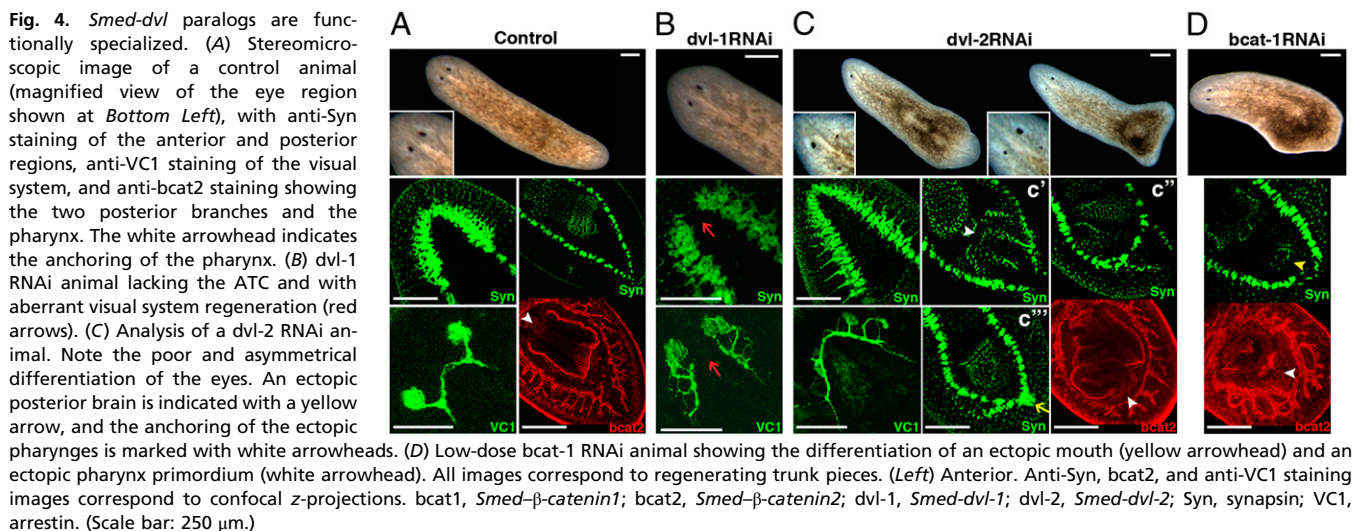 Fig. 4. Smed-dvl paralogs are func-
tionally specialized. (A) Stereomicro-
scopic image of a control animal
(magnified view of the eye region
shown at Bottom Left), with anti-Syn
staining of the anterior and posterior
regions, anti-VC1 staining of the visual
system, and anti-bcat2 staining showing
the two posterior branches and the
pharynx. The white arrowhead indicates
the anchoring of the pharynx. (B) dvl-1
RNAi animal lacking the ATC and with
aberrant visual system regeneration (red
arrows). (C) Analysis of a dvl-2 RNAi an-
imal. Note the poor and asymmetrical
differentiation of the eyes. An ectopic
posterior brain is indicated with a yellow
arrow, and the anchoring of the ectopic
pharynges is marked with white arrowheads. (D) Low-dose bcat-1 RNAi animal showing the differentiation of an ectopic mouth (yellow arrowhead) and an
ectopic pharynx primordium (white arrowhead). All images correspond to regenerating trunk pieces. (Left) Anterior. Anti-Syn, bcat2, and anti-VC1 staining
images correspond to confocal z-projections. bcat1, Smed–β-catenin1; bcat2, Smed–β-catenin2; dvl-1, Smed-dvl-1; dvl-2, Smed-dvl-2; Syn, synapsin; VC1,
arrestin. (Scale bar: 250 μm.)
A B C D
Control dvl-1RNAi dvl-2RNAi bcat-1RNAi
c' c''
Syn Syn Syn Syn Syn Syn
c'''
VC1 bcat2 VC1 VC1 Syn bcat2 bcat2